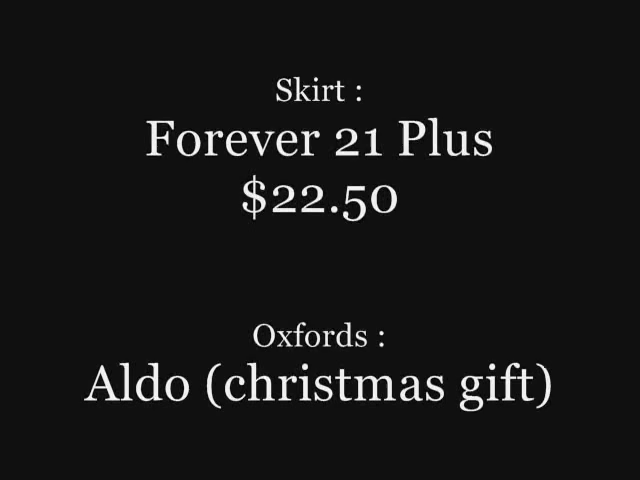 Skirt :
Forever 21 Plus
$22.50
Oxfords :
Aldo (christmas gift)